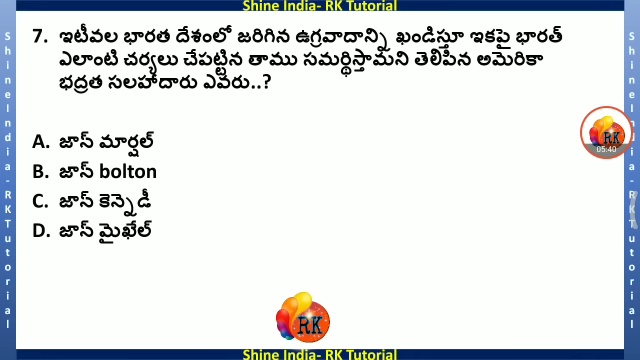 Shine India- RK Tutorial
7. ఇటీవల భారత దేశంలో జరిగిన ఉగ్రవాదాన్ని ఖండిస్తూ ఇకపై భారత్
ఎలాంటి చర్యలు చేపట్టిన తాము సమర్థిస్తామని తెలిపిన అమెరికా
భద్రత సలహాదారు ఎవరు..?
A. జాస్ మార్షల్
B. జాస్ bolton
C. జాస్ కెన్నెడీ
D. జాస్ మైఖేల్
Shine India-RK Tutorial
Shine India-RK Tutorial
RK
05:40
RK
Shine India- RK Tutorial